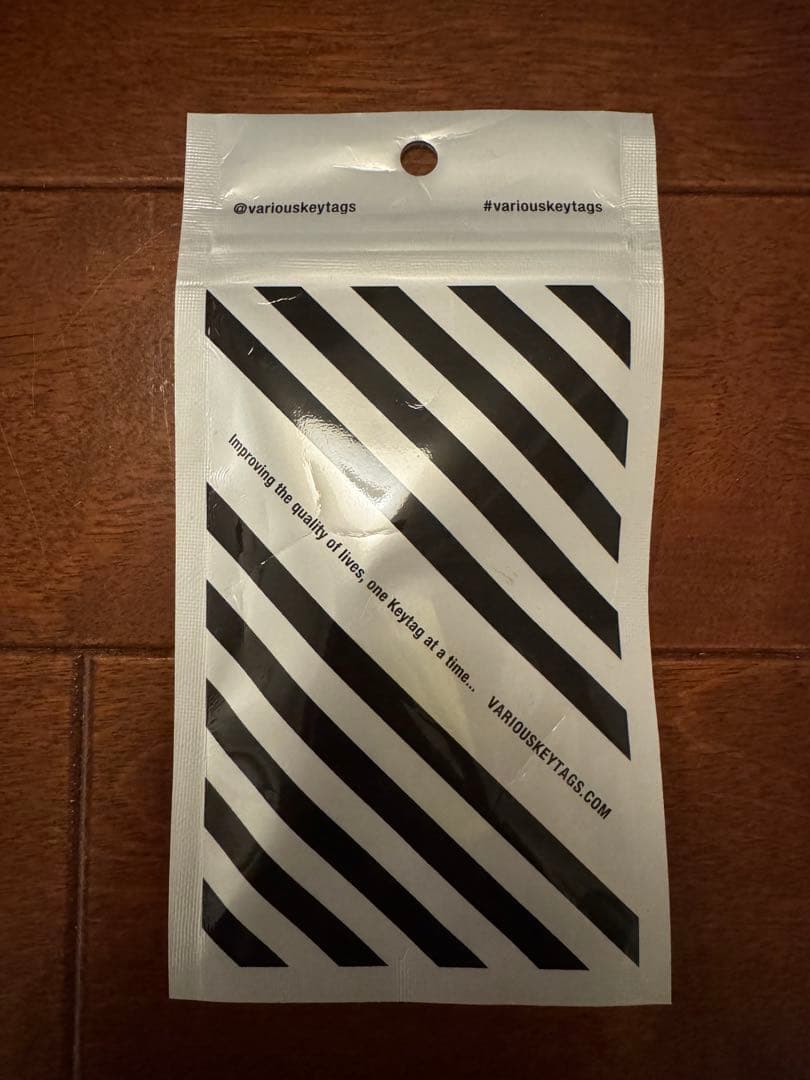 @variouskeytags
#variouskeytags
Improving the quality of lives, one Keytag at a time...
VARIOUSKEYTAGS.COM